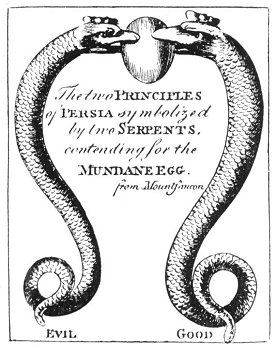 The two PRINCIPLES
of PERSIA symbolized
by two SERPENTS,
contending for the
MUNDANE EGG.
from Mountfaucon
EVIL GOOD